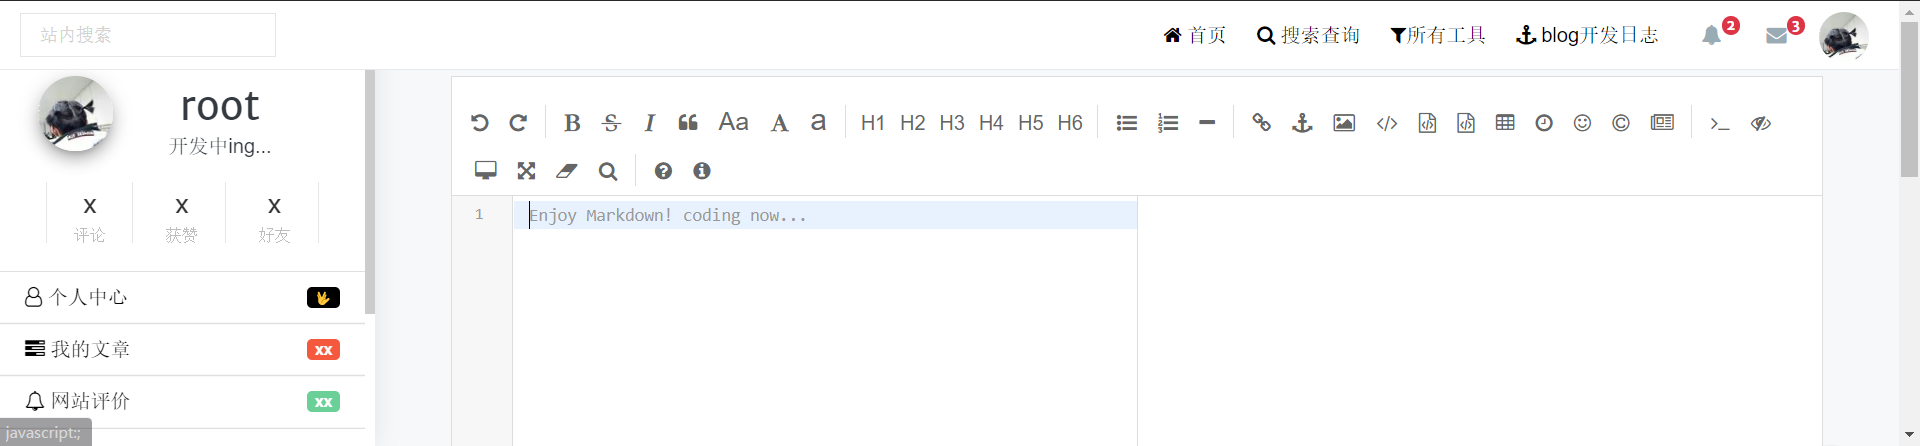 站内搜索
首页 搜索查询 所有工具 blog开发日志 2 3
root
开发中ing...
x x x
评论 获赞 好友
个人中心
我的文章 xx
网站评价 xx
javascript:;
B S I Aa A a H1 H2 H3 H4 H5 H6
1 Enjoy Markdown! coding now...